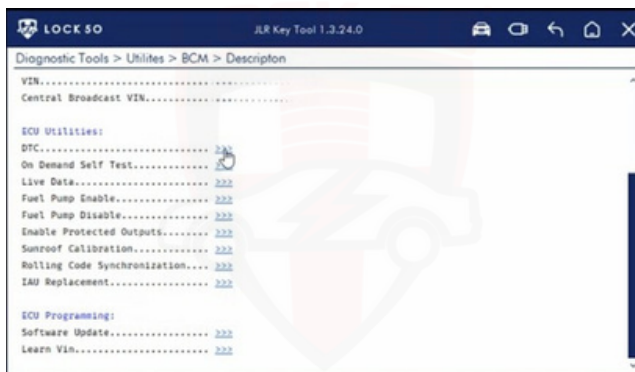 LOCK50
JLR Key Tool 1.3.24.0
Diagnostic Tools > Utilites > BCM > Descripton
VIN
Central Broadcast VIN
ECU Utilities:
DTC............................. >>>
On Demand Self Test............. >>>
Live Data....................... >>>
Fuel Pump Enable................ >>>
Fuel Pump Disable............... >>>
Enable Protected Outputs........ >>>
Sunroof Calibration............. >>>
Rolling Code Synchronization.... >>>
IAU Replacement................. >>>
ECU Programming:
Software Update................. >>>
Learn Vin....................... >>>